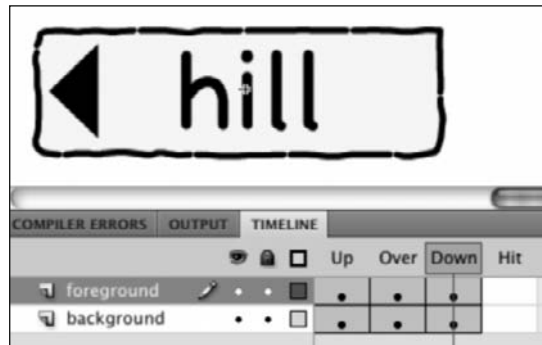 hill
COMPILER ERRORS OUTPUT TIMELINE
Up Over Down Hit
foreground
background